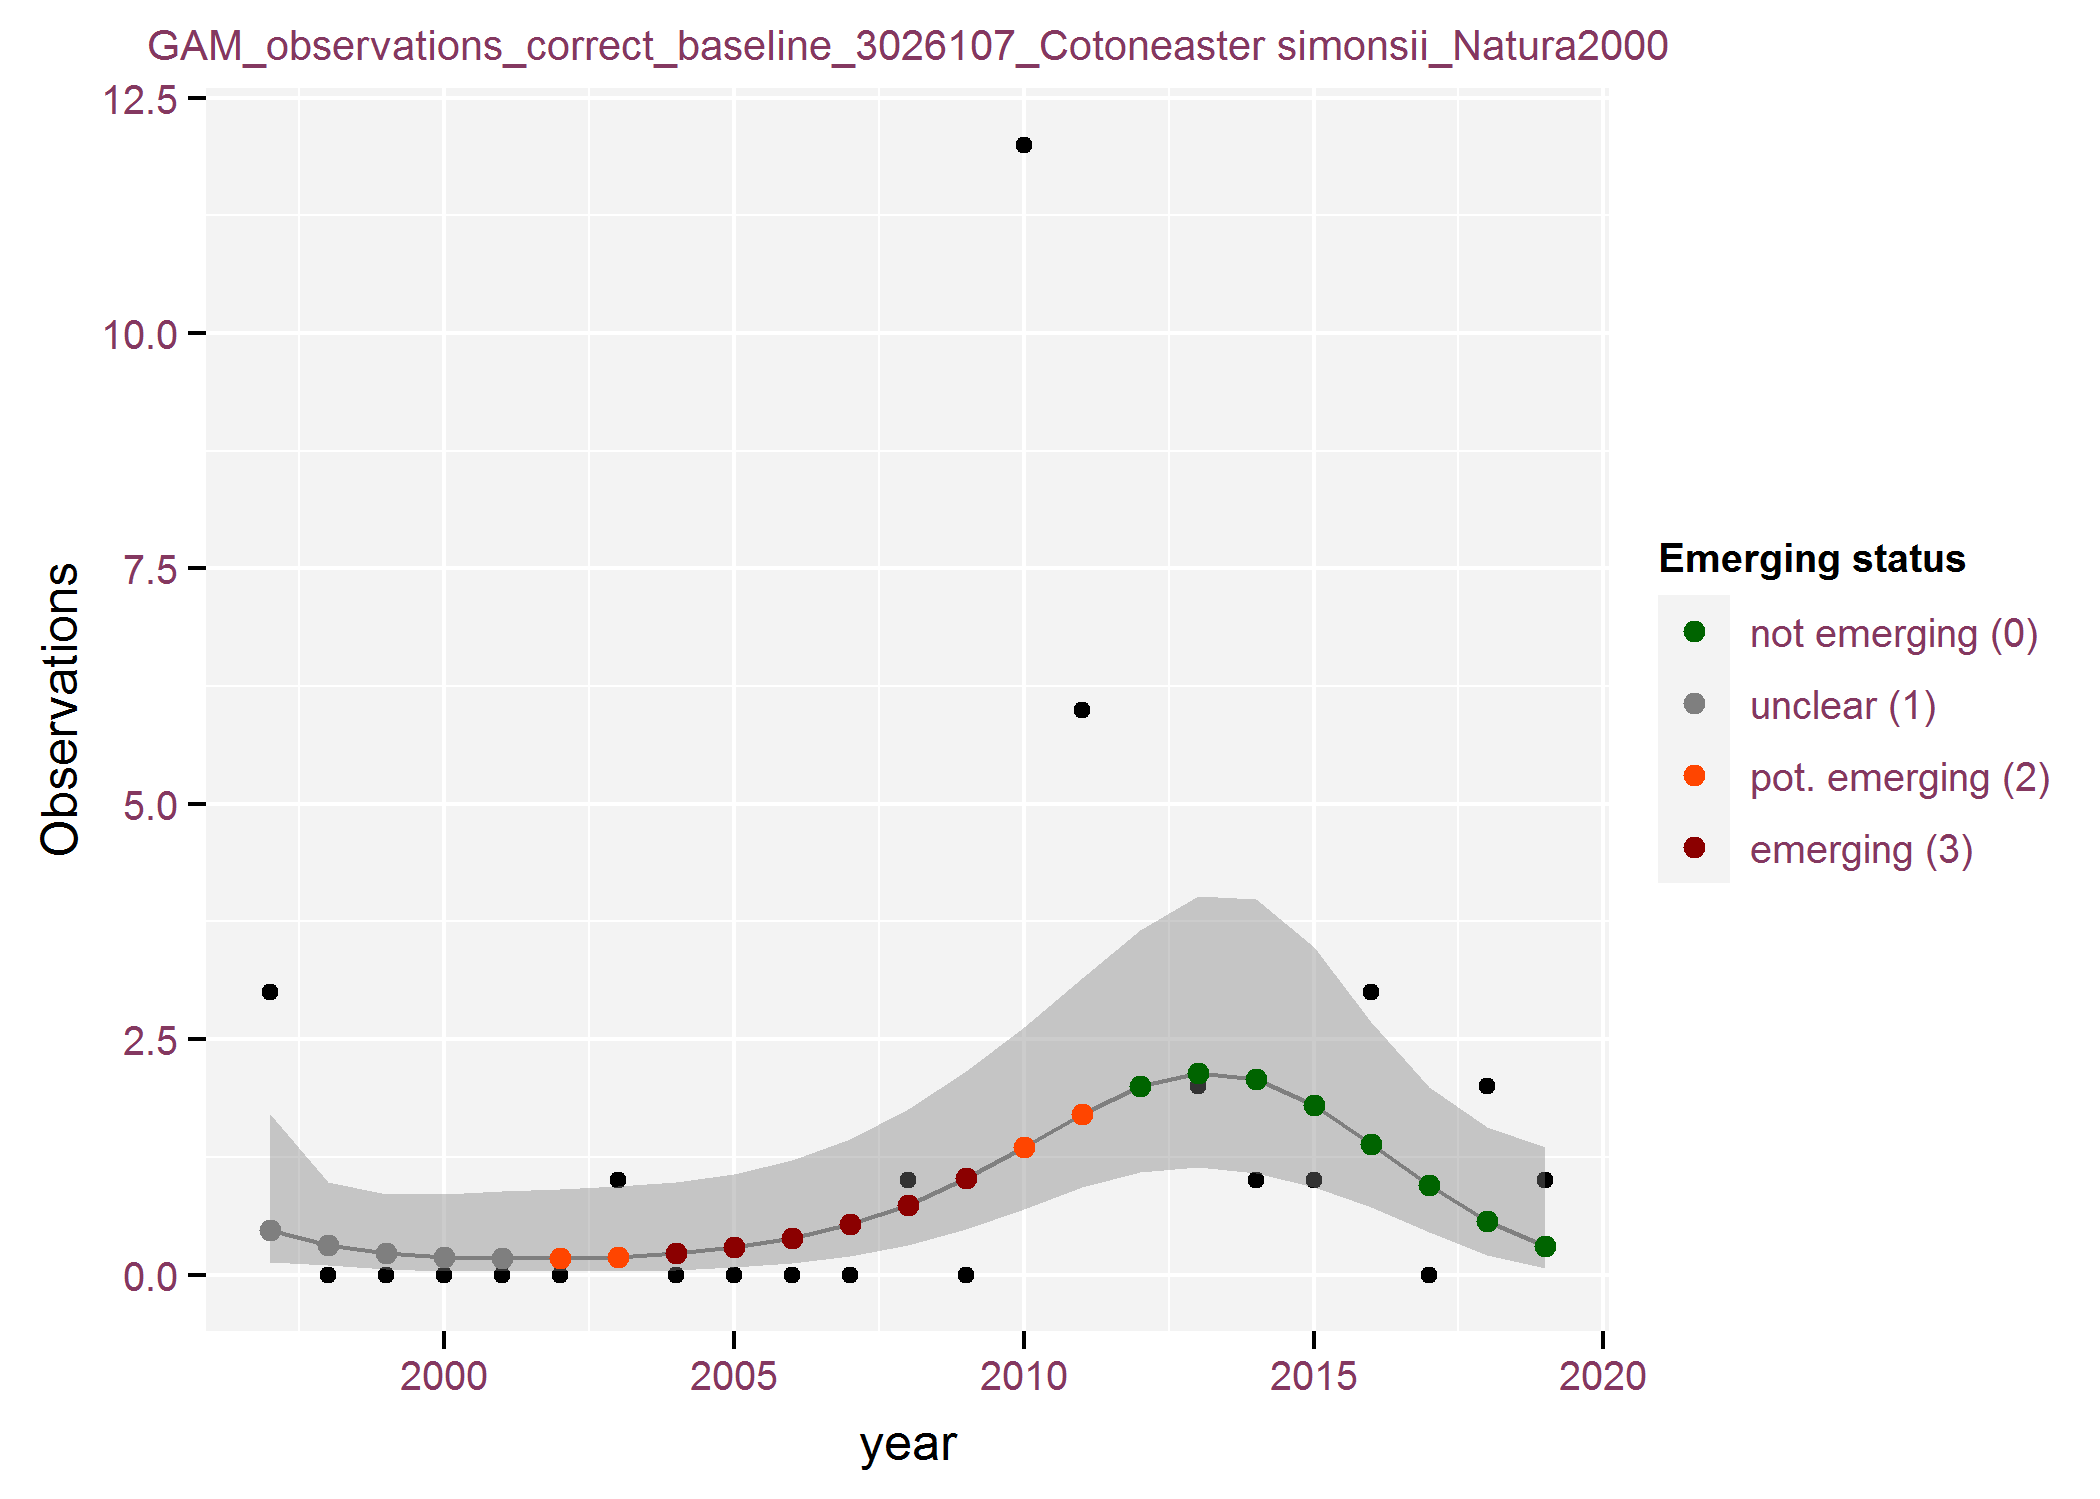 GAM_observations_correct_baseline_3026107_Cotoneaster simonsii_Natura2000
12.5
10.0
7.5
5.0
2.5
0.0
Observations
2000 2005 2010 2015 2020
year
Emerging status
not emerging (0)
unclear (1)
pot. emerging (2)
emerging (3)